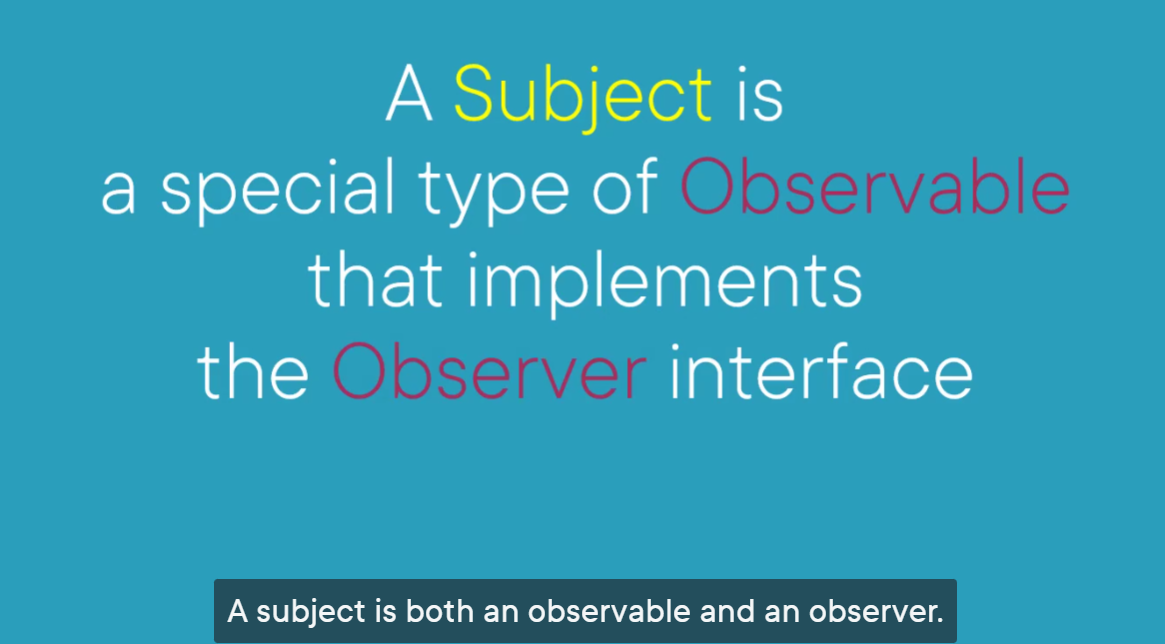 A Subject is
a special type of Observable
that implements
the Observer interface
A subject is both an observable and an observer.